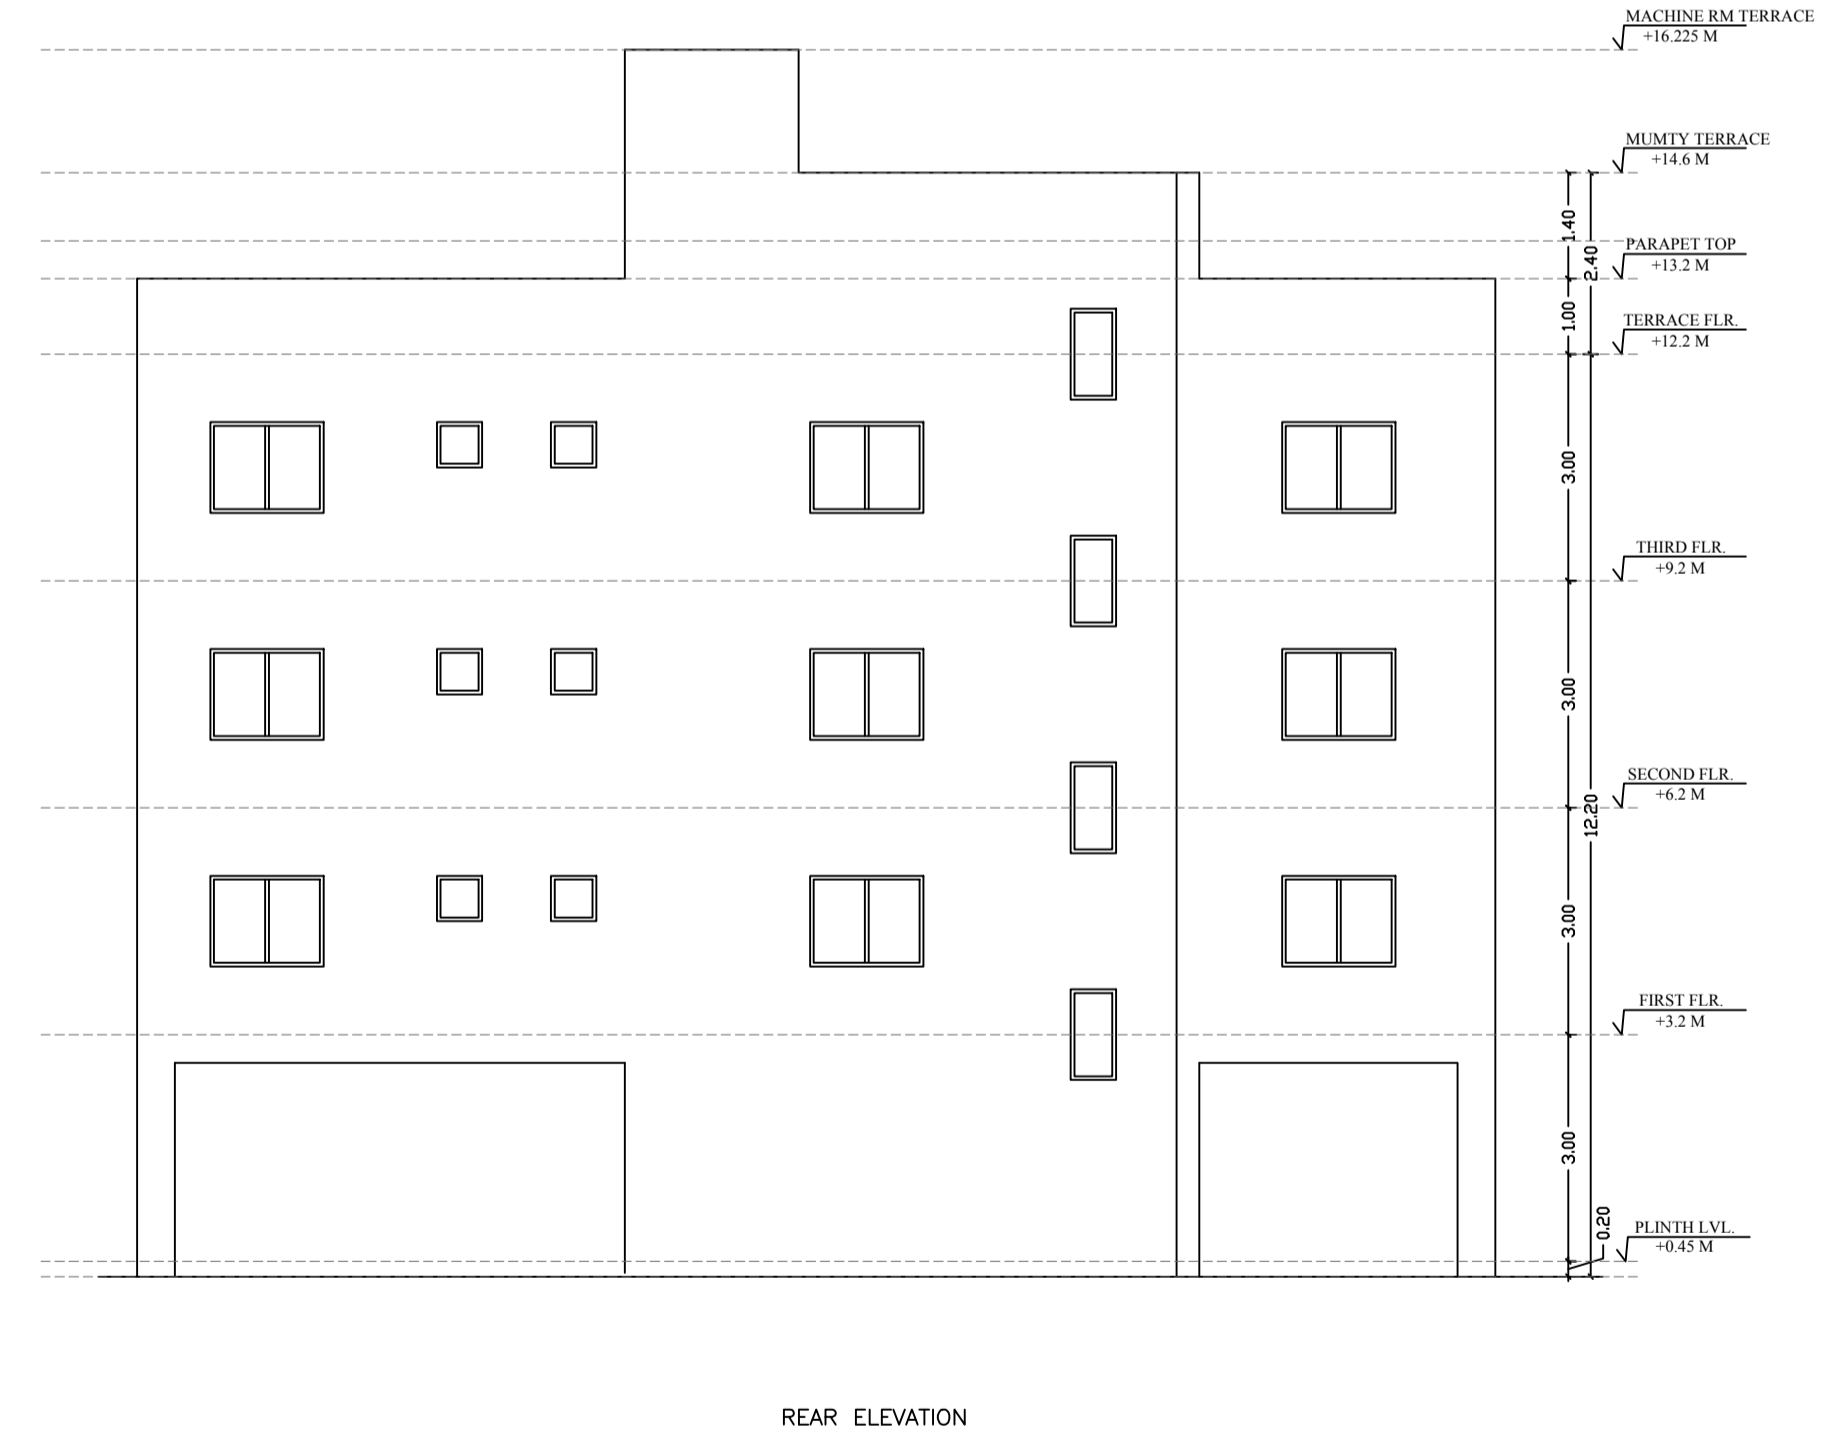 MACHINE RM TERRACE
+16.225 M
MUMTY TERRACE
+14.6 M
1.40
2.40
PARAPET TOP
+13.2 M
1.00
TERRACE FLR.
+12.2 M
3.00
THIRD FLR.
+9.2 M
3.00
SECOND FLR.
+6.2 M
12.20
3.00
FIRST FLR.
+3.2 M
3.00
0.20
PLINTH LVL.
+0.45 M
REAR ELEVATION